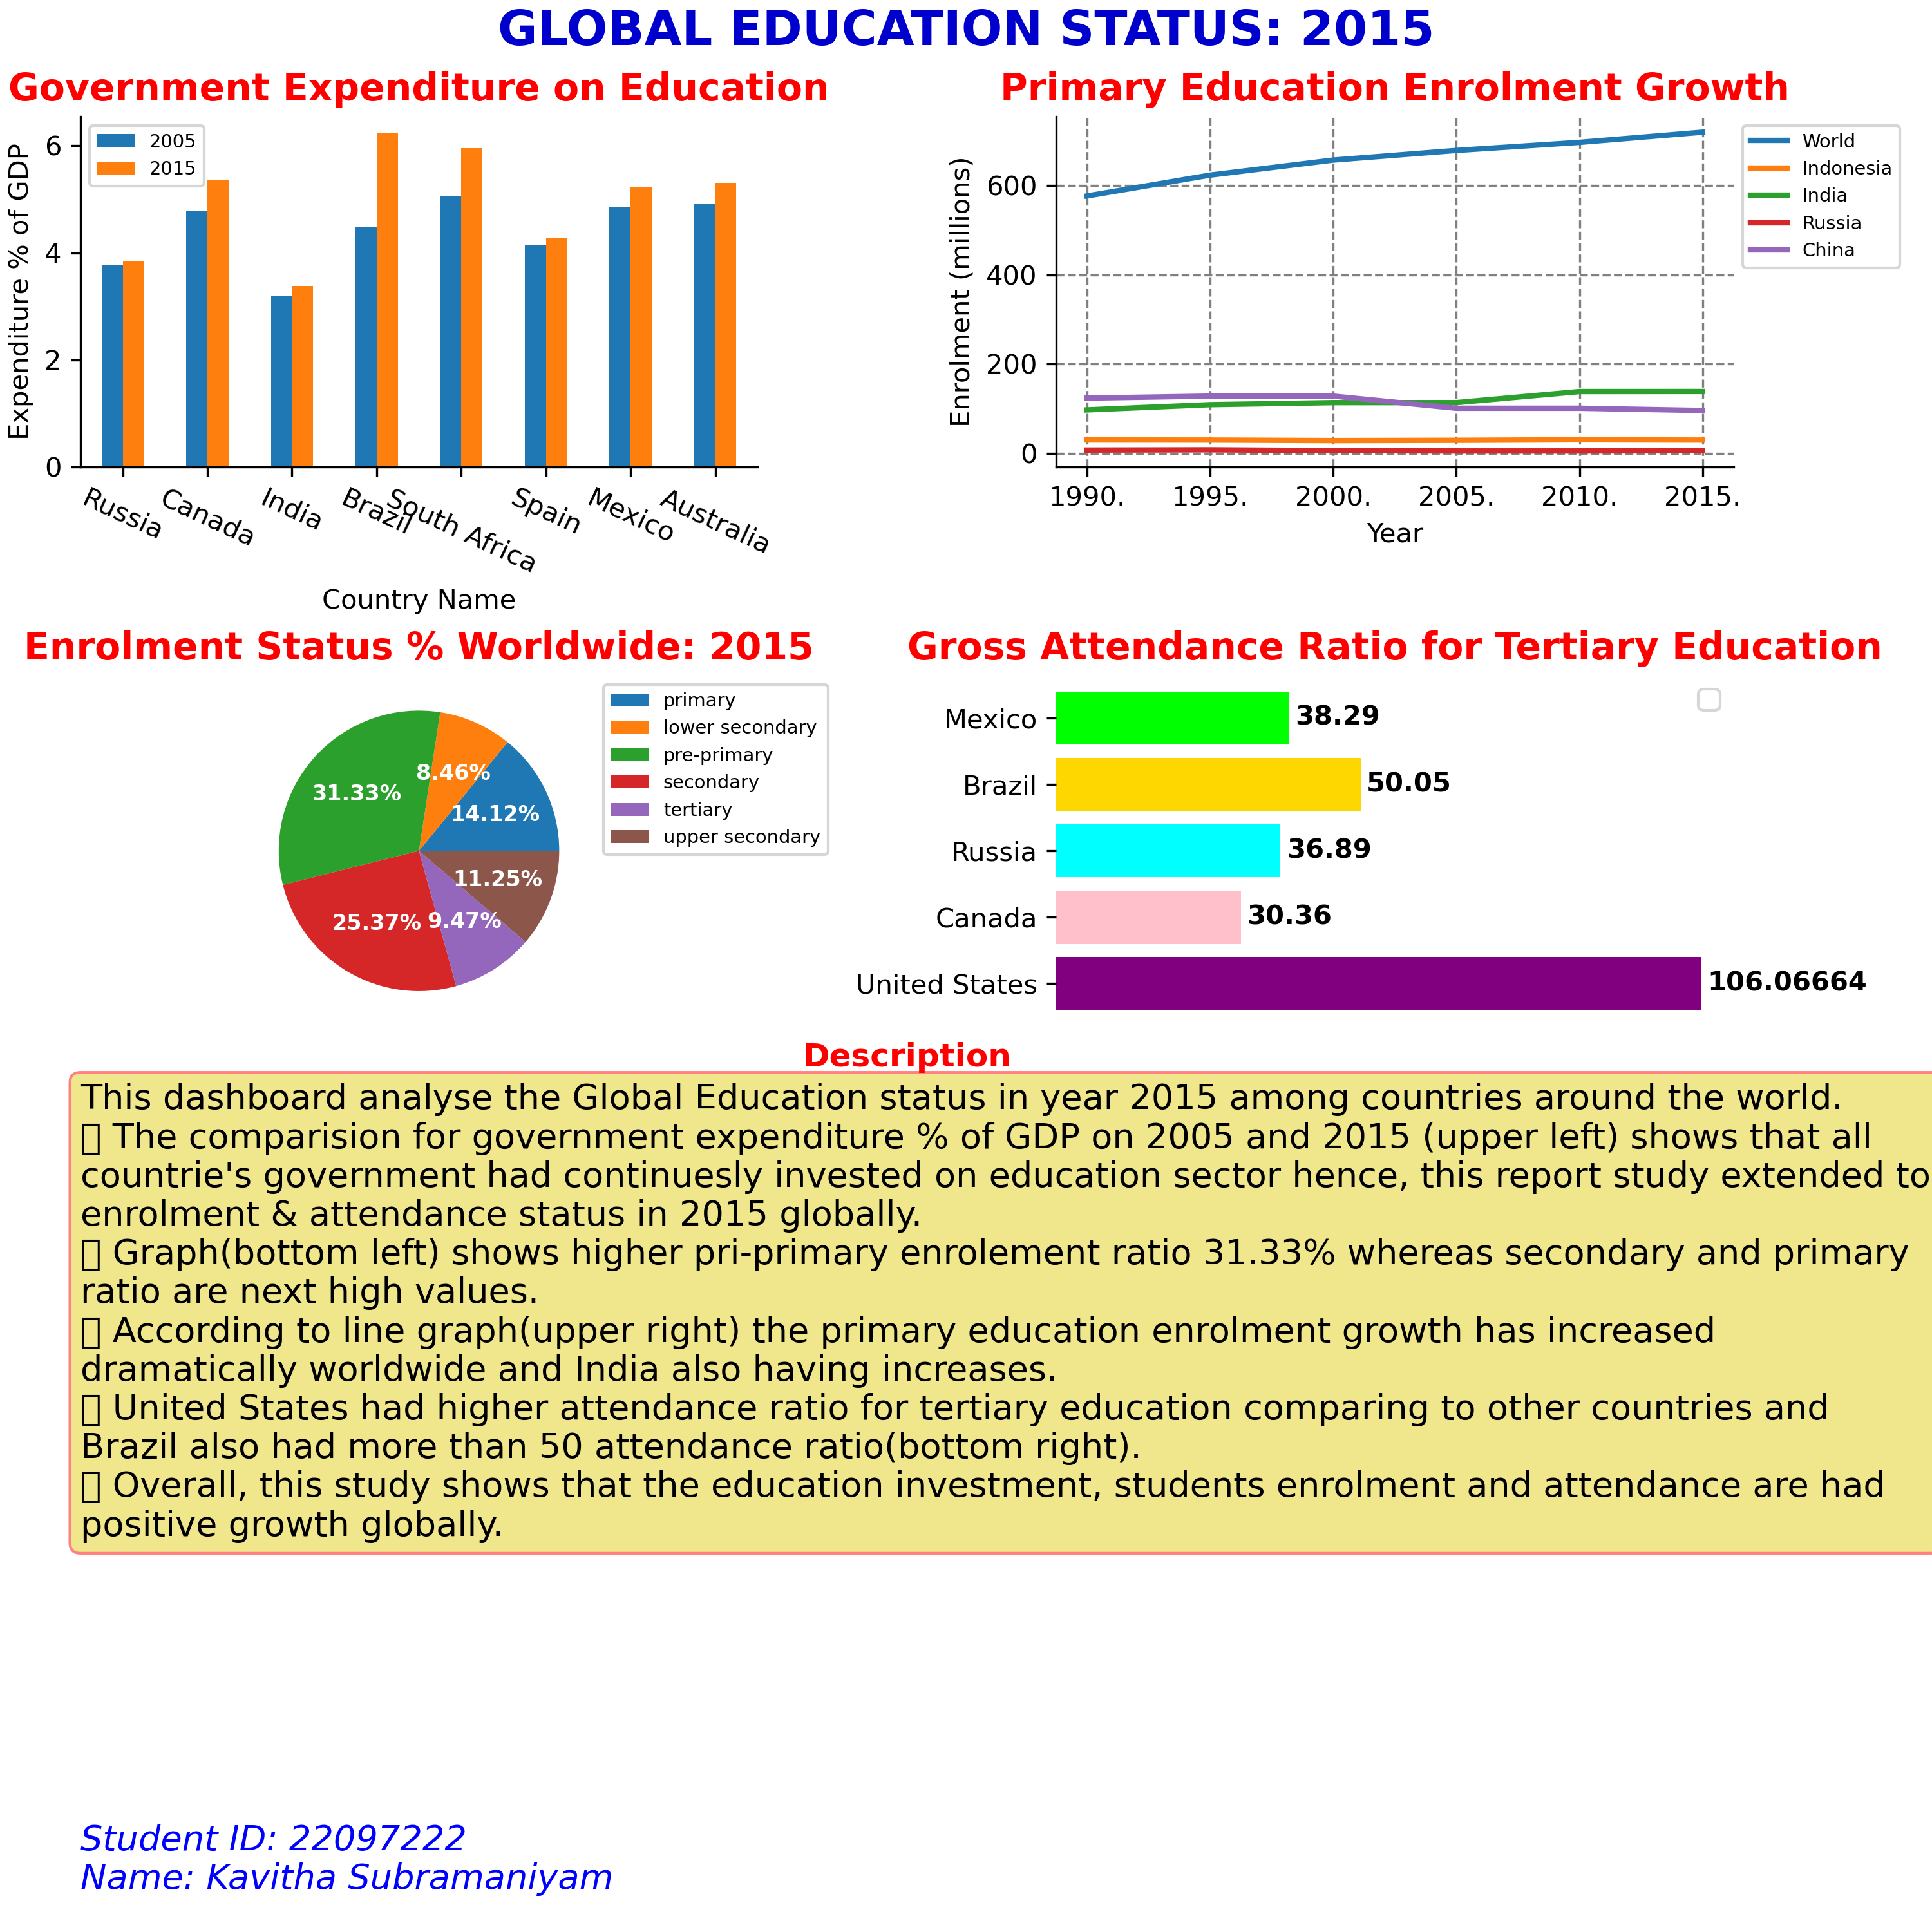 GLOBAL EDUCATION STATUS: 2015
Government Expenditure on Education
Expenditure % of GDP
6
4
2
0
2005
2015
Russia
Canada
India
Brazil
South Africa
Spain
Mexico
Australia
Country Name
Primary Education Enrolment Growth
Enrolment (millions)
600
400
200
0
1990.
1995.
2000.
2005.
2010.
2015.
Year
World
Indonesia
India
Russia
China
Enrolment Status % Worldwide: 2015
31.33%
8.46%
14.12%
11.25%
9.47%
25.37%
primary
lower secondary
pre-primary
secondary
tertiary
upper secondary
Gross Attendance Ratio for Tertiary Education
Mexico 38.29
Brazil 50.05
Russia 36.89
Canada 30.36
United States 106.06664
Description
This dashboard analyse the Global Education status in year 2015 among countries around the world.
▯ The comparision for government expenditure % of GDP on 2005 and 2015 (upper left) shows that all
countrie's government had continuesly invested on education sector hence, this report study extended to
enrolment & attendance status in 2015 globally.
▯ Graph(bottom left) shows higher pri-primary enrolement ratio 31.33% whereas secondary and primary
ratio are next high values.
▯ According to line graph(upper right) the primary education enrolment growth has increased
dramatically worldwide and India also having increases.
▯ United States had higher attendance ratio for tertiary education comparing to other countries and
Brazil also had more than 50 attendance ratio(bottom right).
▯ Overall, this study shows that the education investment, students enrolment and attendance are had
positive growth globally.
Student ID: 22097222
Name: Kavitha Subramaniyam